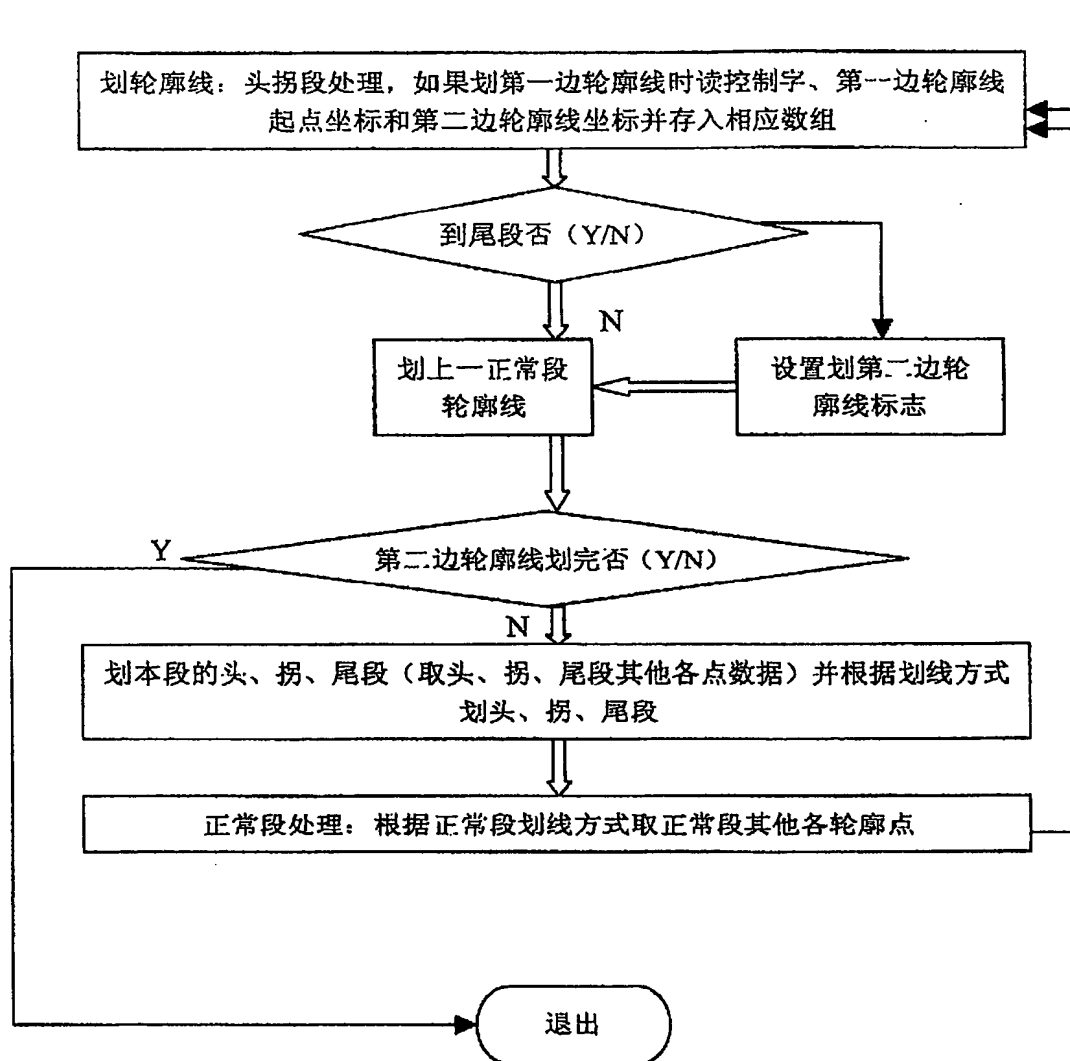 划轮廓线：头拐段处理，如果划第一边轮廓线时读控制字、第一边轮廓线
起点坐标和第二边轮廓线坐标并存入相应数组
到尾段否（Y/N）
N
划上一正常段
轮廓线
设置划第二边轮
廓线标志
Y
第二边轮廓线划完否（Y/N）
N
划本段的头、拐、尾段（取头、拐、尾段其他各点数据）并根据划线方式
划头、拐、尾段
正常段处理：根据正常段划线方式取正常段其他各轮廓点
退出